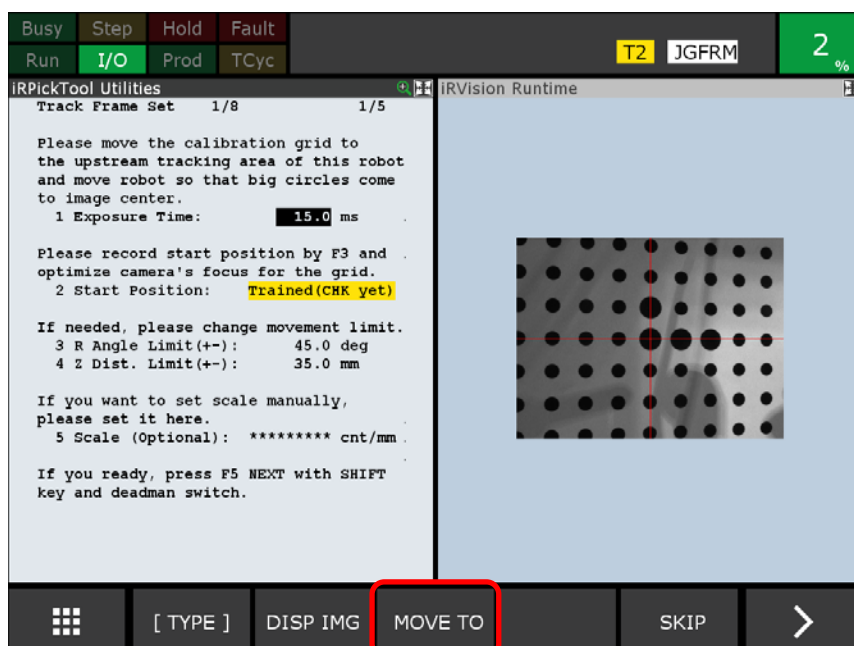 Busy Step Hold Fault
Run I/O Prod TCyc
T2 JGFRM 2 %
iRPickTool Utilities
Track Frame Set 1/8 1/5
Please move the calibration grid to
the upstream tracking area of this robot
and move robot so that big circles come
to image center.
1 Exposure Time: 15.0 ms
Please record start position by F3 and
optimize camera's focus for the grid.
2 Start Position: Trained(CHK yet)
If needed, please change movement limit.
3 R Angle Limit(+-): 45.0 deg
4 Z Dist. Limit(+-): 35.0 mm
If you want to set scale manually,
please set it here.
5 Scale (Optional): ********* cnt/mm
If you ready, press F5 NEXT with SHIFT
key and deadman switch.
iRVision Runtime
[ TYPE ] DISP IMG MOVE TO SKIP